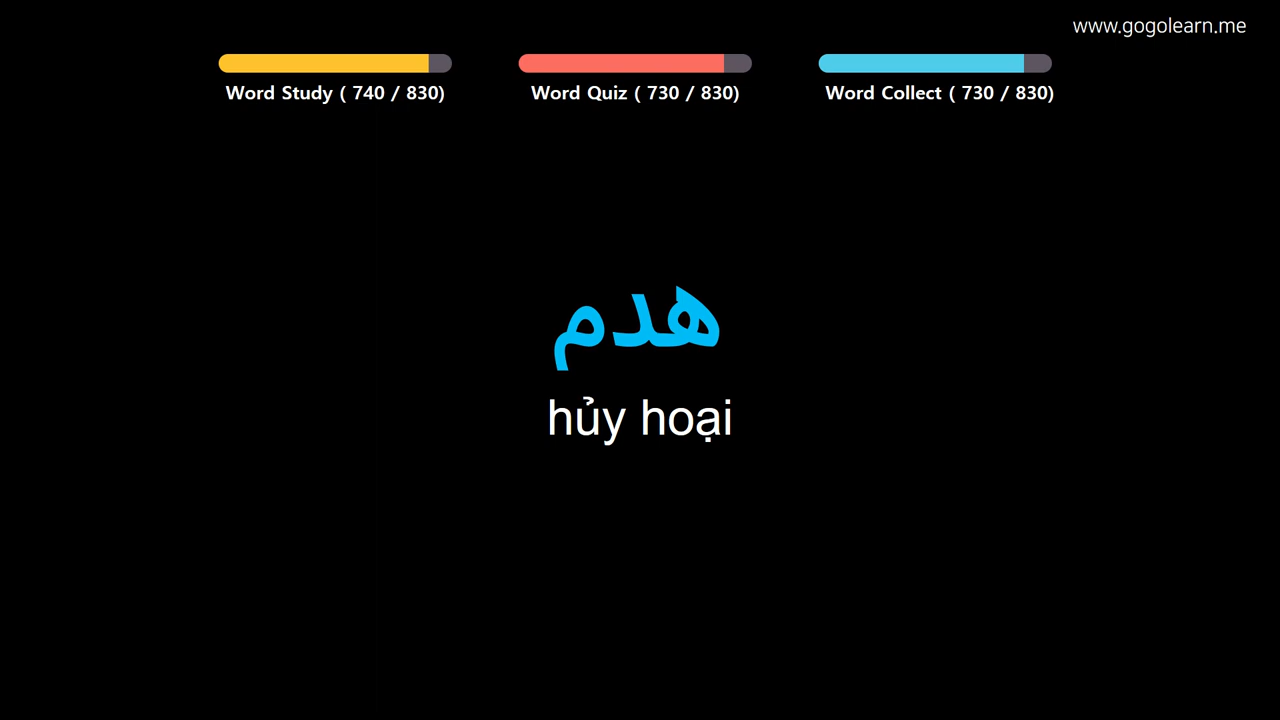 www.gogolearn.me
Word Study ( 740 / 830)
Word Quiz ( 730 / 830)
Word Collect ( 730 / 830)
هدم
hủy hoại